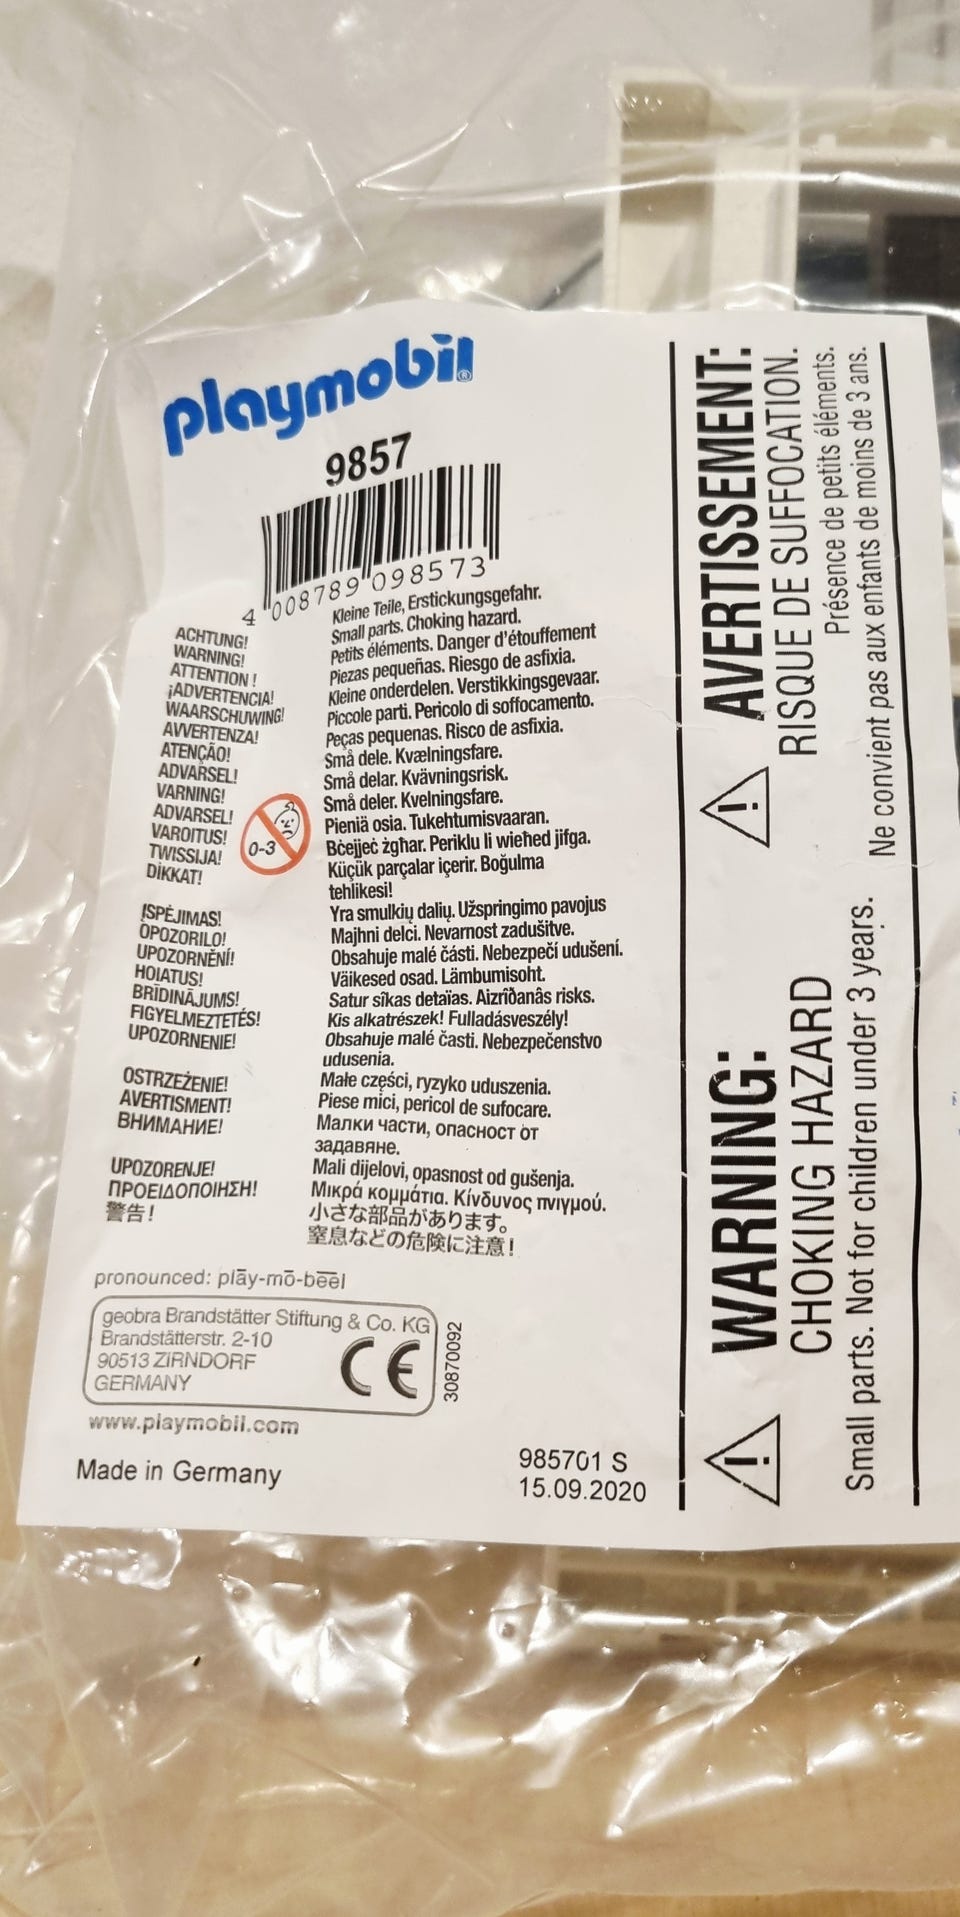 playmobil®
9857
4 008789 098573
ACHTUNG! Kleine Teile, Erstickungsgefahr.
WARNING! Small parts. Choking hazard.
ATTENTION ! Petits éléments. Danger d'étouffement
¡ADVERTENCIA! Piezas pequeñas. Riesgo de asfixia.
WAARSCHUWING! Kleine onderdelen. Verstikkingsgevaar.
AVVERTENZA! Piccole parti. Pericolo di soffocamento.
ATENÇÃO! Peças pequenas. Risco de asfixia.
ADVARSEL! Små dele. Kvælningsfare.
VARNING! Små delar. Kvävningsrisk.
ADVARSEL! Små deler. Kvelningsfare.
VAROITUS! Pieniä osia. Tukehtumisvaaran.
TWISSIJA! Bċejjeċ żgħar. Periklu li wieħed jifga.
DİKKAT! Küçük parçalar içerir. Boğulma
tehlikesi!
0-3
ĮSPĖJIMAS! Yra smulkių dalių. Užspringimo pavojus
OPOZORILO! Majhni delci. Nevarnost zadušitve.
UPOZORNĚNÍ! Obsahuje malé části. Nebezpečí udušení.
HOIATUS! Väikesed osad. Lämbumisoht.
BRĪDINĀJUMS! Satur sîkas detaïas. Aizrîðanâs risks.
FIGYELMEZTETÉS! Kis alkatrészek! Fulladásveszély!
UPOZORNENIE! Obsahuje malé časti. Nebezpečenstvo
udusenia.
OSTRZEŻENIE! Małe części, ryzyko uduszenia.
AVERTISMENT! Piese mici, pericol de sufocare.
ВНИМАНИЕ! Малки части, опасност от
задавяне.
UPOZORENJE! Mali dijelovi, opasnost od gušenja.
ΠΡΟΕΙΔΟΠΟΙΗΣΗ! Μικρά κομμάτια. Κίνδυνος πνιγμού.
警告! 小さな部品があります。
窒息などの危険に注意!
pronounced: plāy-mō-bēēl
geobra Brandstätter Stiftung & Co. KG
Brandstätterstr. 2-10
90513 ZIRNDORF
GERMANY
CE
30870092
www.playmobil.com
Made in Germany
985701 S
15.09.2020
WARNING:
CHOKING HAZARD
Small parts. Not for children under 3 years.
AVERTISSEMENT:
RISQUE DE SUFFOCATION.
Présence de petits éléments.
Ne convient pas aux enfants de moins de 3 ans.